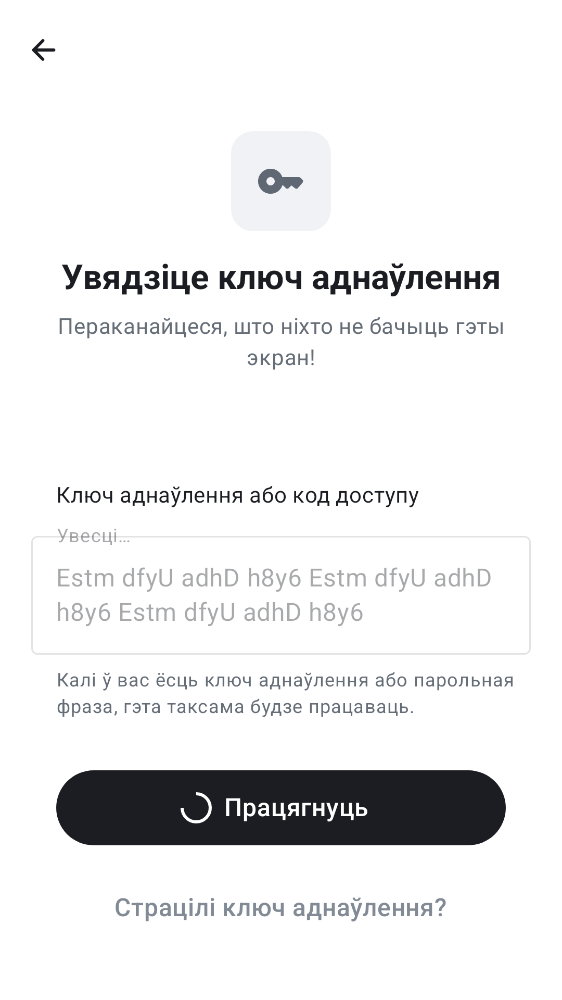 Увядзіце ключ аднаўлення
Пераканайцеся, што ніхто не бачыць гэты
экран!
Ключ аднаўлення або код доступу
Увесці…
Estm dfyU adhD h8y6 Estm dfyU adhD
h8y6 Estm dfyU adhD h8y6
Калі ў вас ёсць ключ аднаўлення або парольная
фраза, гэта таксама будзе працаваць.
Працягнуць
Страцілі ключ аднаўлення?